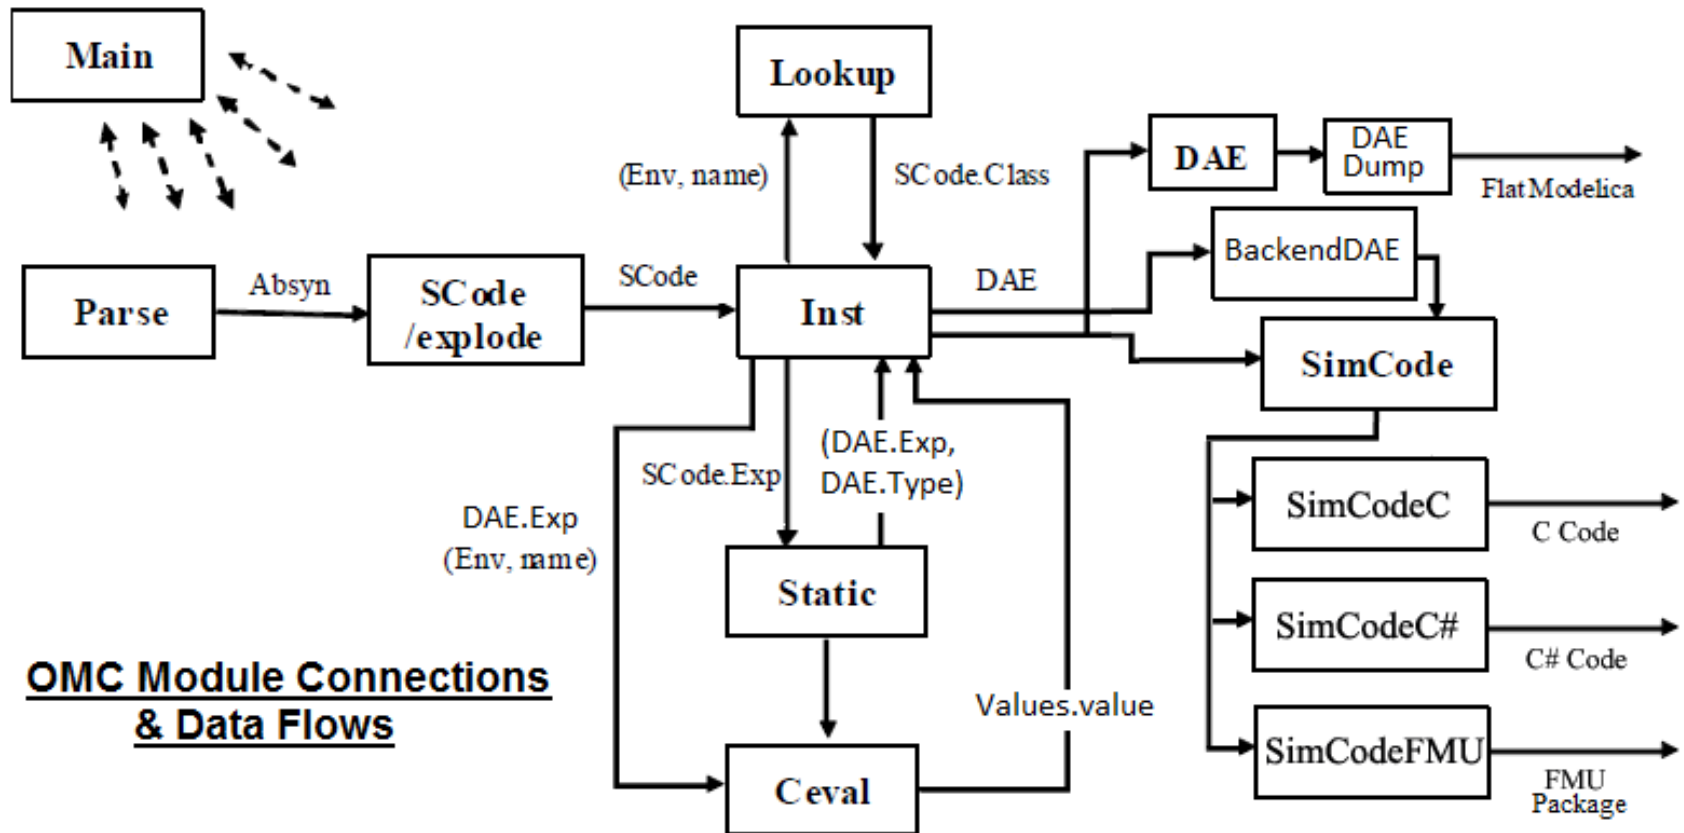 Main
Lookup
(Env, name)
SCode.Class
DAE
DAE
Dump
Flat Modelica
BackendDAE
Parse
Absyn
SCode
/explode
SCode
Inst
DAE
SimCode
SCode.Exp
(DAE.Exp,
DAE.Type)
DAE.Exp
(Env, name)
Static
Values.value
Ceval
SimCodeC
C Code
SimCodeC#
C# Code
SimCodeFMU
FMU
Package
OMC Module Connections
& Data Flows